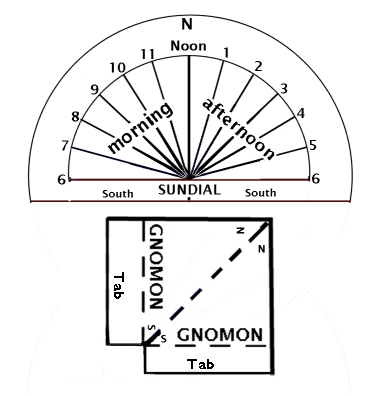 N
Noon
11 1
10 2
9 3
8 4
7 5
6 6
morning afternoon
South SUNDIAL South
N
N
GNOMON
Tab
S
S GNOMON
Tab